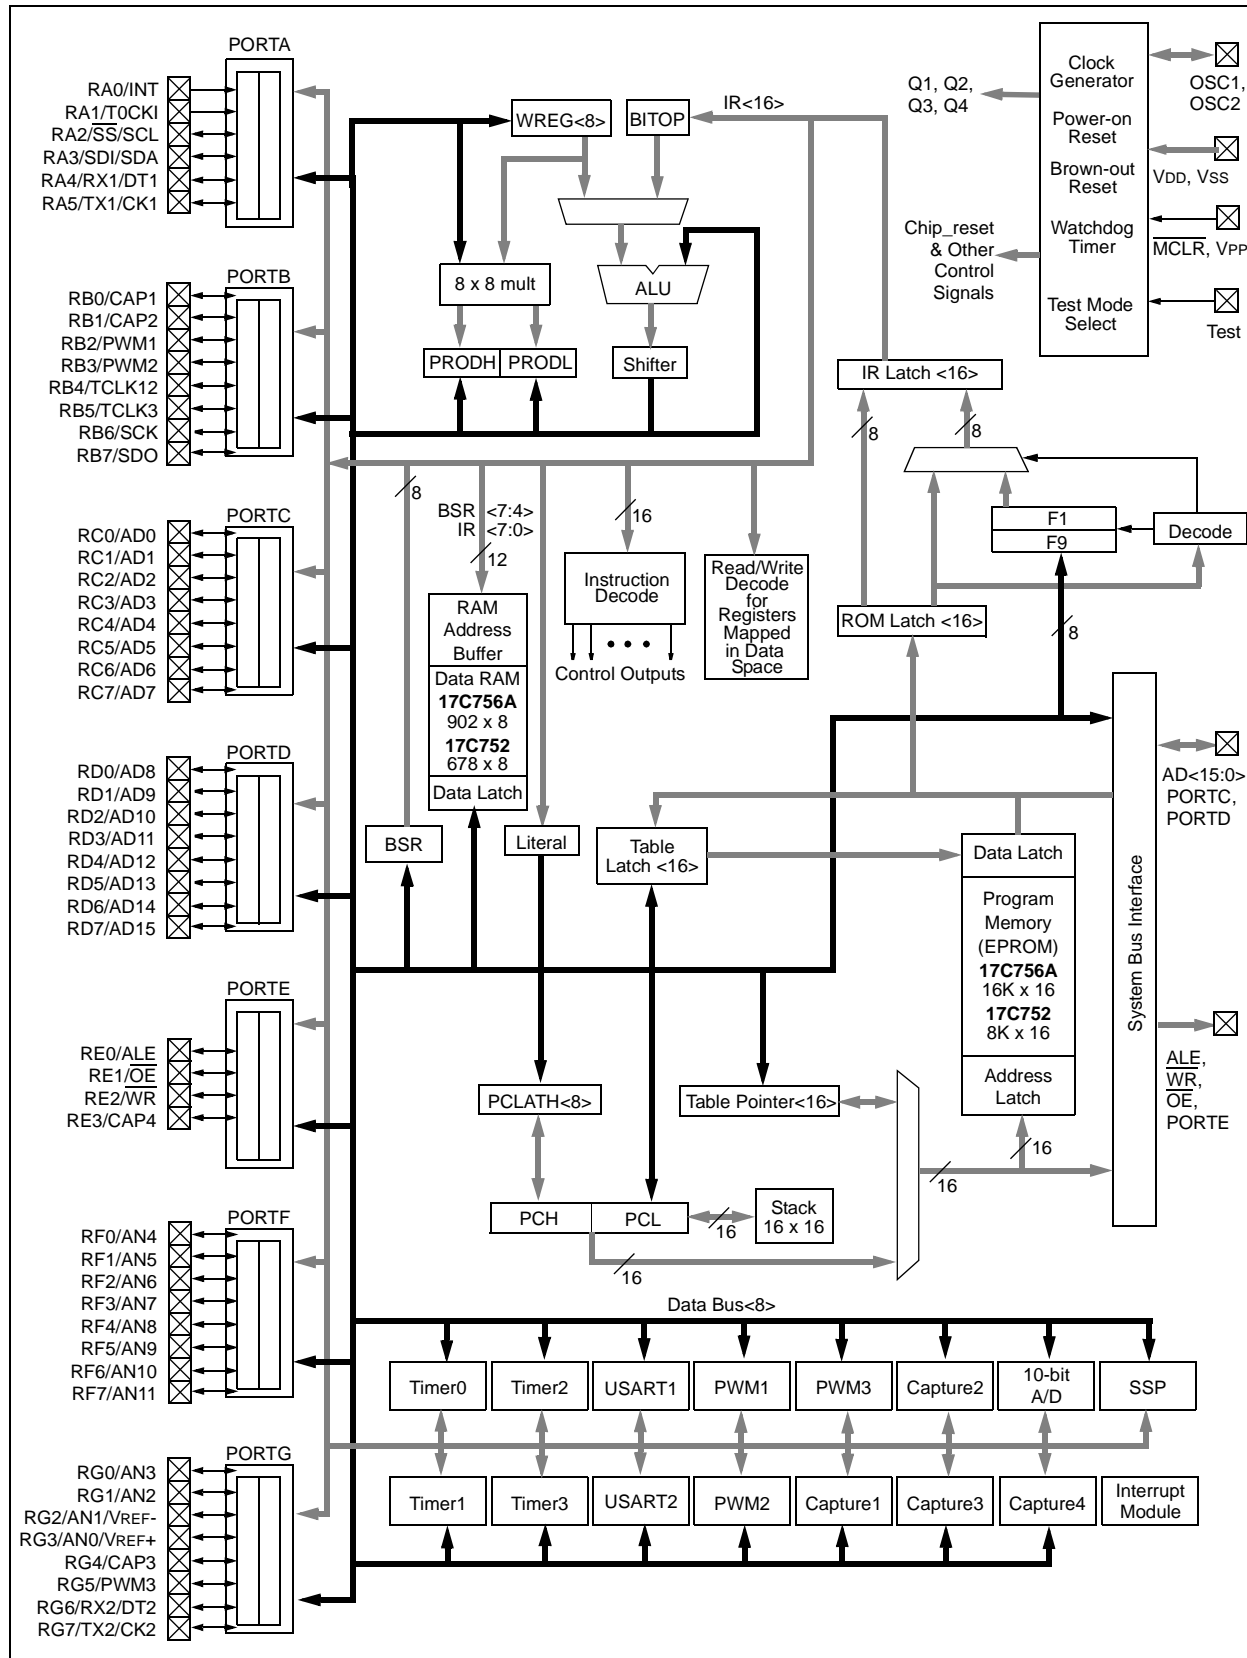 PORTA
RA0/INT
RA1/T0CKI
RA2/SS/SCL
RA3/SDI/SDA
RA4/RX1/DT1
RA5/TX1/CK1
PORTB
RB0/CAP1
RB1/CAP2
RB2/PWM1
RB3/PWM2
RB4/TCLK12
RB5/TCLK3
RB6/SCK
RB7/SDO
PORTC
RC0/AD0
RC1/AD1
RC2/AD2
RC3/AD3
RC4/AD4
RC5/AD5
RC6/AD6
RC7/AD7
PORTD
RD0/AD8
RD1/AD9
RD2/AD10
RD3/AD11
RD4/AD12
RD5/AD13
RD6/AD14
RD7/AD15
PORTE
RE0/ALE
RE1/OE
RE2/WR
RE3/CAP4
PORTF
RF0/AN4
RF1/AN5
RF2/AN6
RF3/AN7
RF4/AN8
RF5/AN9
RF6/AN10
RF7/AN11
PORTG
RG0/AN3
RG1/AN2
RG2/AN1/VREF-
RG3/AN0/VREF+
RG4/CAP3
RG5/PWM3
RG6/RX2/DT2
RG7/TX2/CK2
WREG<8>
BITOP
IR<16>
8 x 8 mult
ALU
PRODH
PRODL
Shifter
Q1, Q2,
Q3, Q4
Chip_reset
& Other
Control
Signals
Clock
Generator
Power-on
Reset
Brown-out
Reset
Watchdog
Timer
Test Mode
Select
OSC1,
OSC2
VDD, VSS
MCLR, VPP
Test
IR Latch <16>
8
8
F1
F9
Decode
ROM Latch <16>
8
8
BSR <7:4>
IR <7:0>
12
16
RAM
Address
Buffer
Data RAM
17C756A
902 x 8
17C752
678 x 8
Data Latch
Instruction
Decode
Control Outputs
Read/Write
Decode
for
Registers
Mapped
in Data
Space
BSR
Literal
Table
Latch <16>
Data Latch
Program
Memory
(EPROM)
17C756A
16K x 16
17C752
8K x 16
Address
Latch
System Bus Interface
AD<15:0>
PORTC,
PORTD
ALE,
WR,
OE,
PORTE
PCLATH<8>
Table Pointer<16>
16
16
PCH
PCL
16
Stack
16 x 16
16
Data Bus<8>
Timer0
Timer2
USART1
PWM1
PWM3
Capture2
10-bit
A/D
SSP
Timer1
Timer3
USART2
PWM2
Capture1
Capture3
Capture4
Interrupt
Module